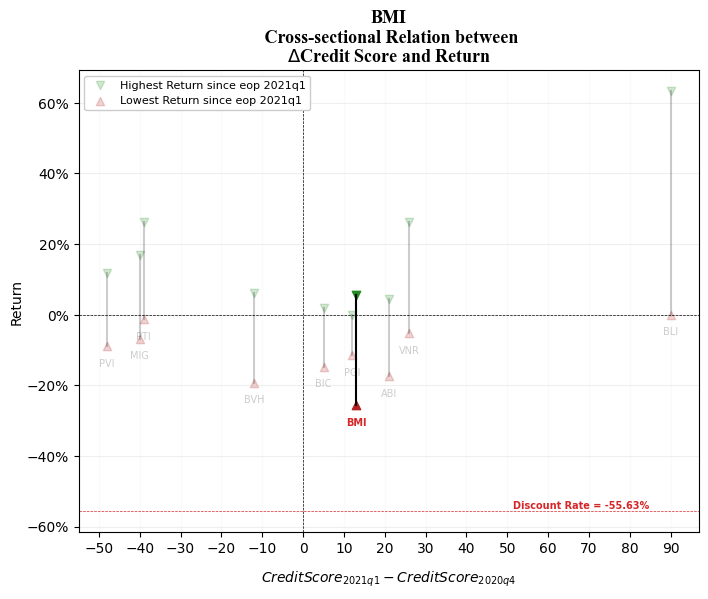 BMI
Cross-sectional Relation between
ΔCredit Score and Return
Highest Return since eop 2021q1
Lowest Return since eop 2021q1
Return
60%
40%
20%
0%
−20%
−40%
−60%
PVI
MIG
PTI
BVH
BIC
PGI
BMI
ABI
VNR
BLI
Discount Rate = -55.63%
−50 −40 −30 −20 −10 0 10 20 30 40 50 60 70 80 90
CreditScore2021q1 − CreditScore2020q4